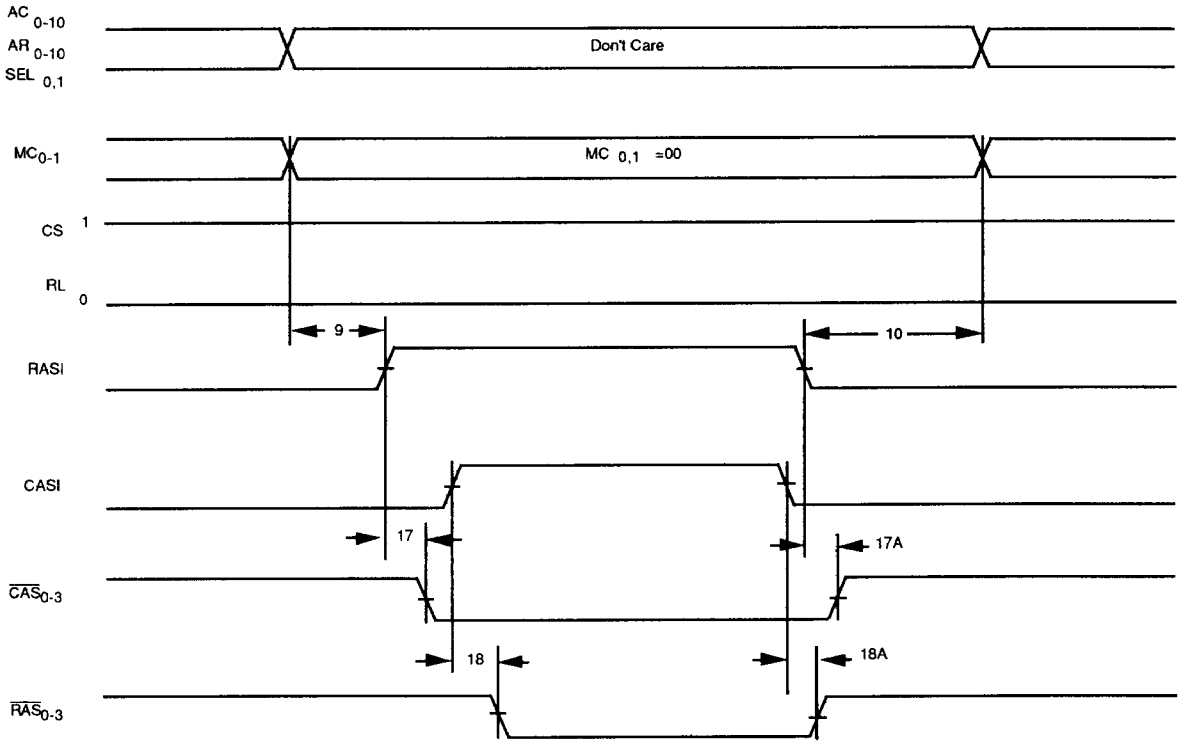 AC 0-10
AR 0-10
Don't Care
SEL 0,1
MC0-1
MC 0,1 =00
CS 1
RL 0
9
10
RASI
CASI
17
17A
CAS0-3
18
18A
RAS0-3